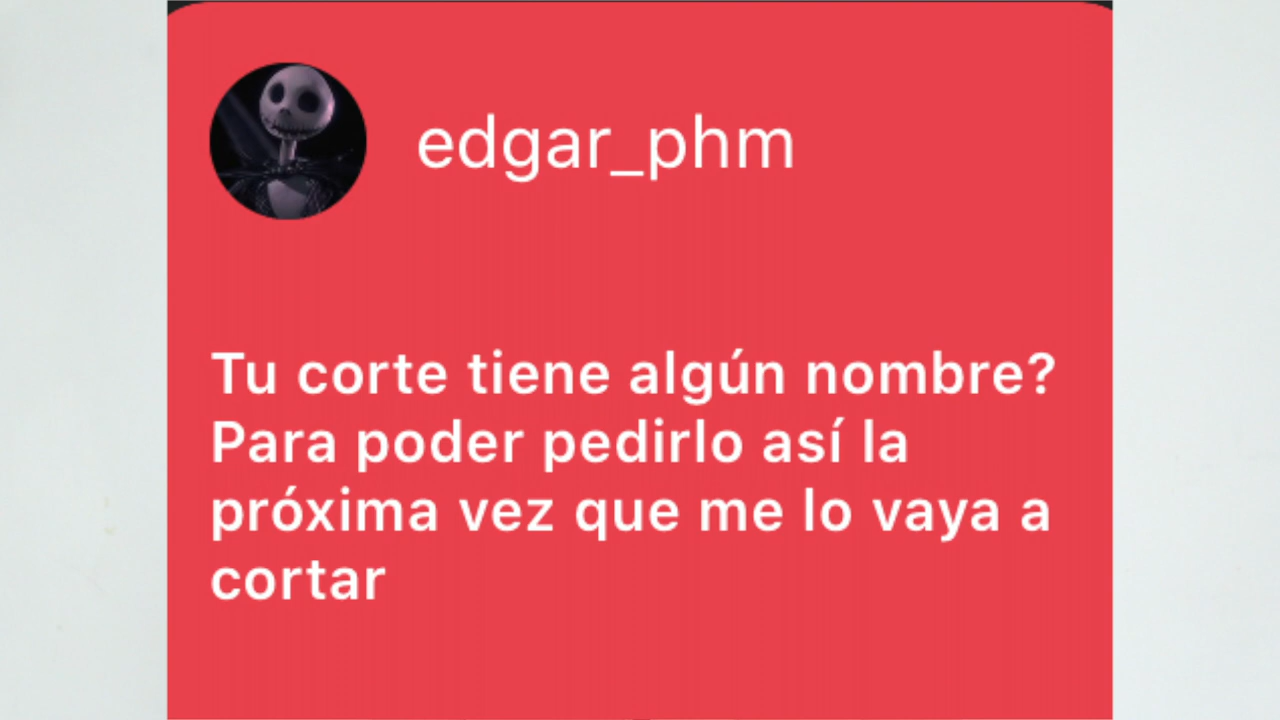 edgar_phm
Tu corte tiene algún nombre?
Para poder pedirlo así la
próxima vez que me lo vaya a
cortar